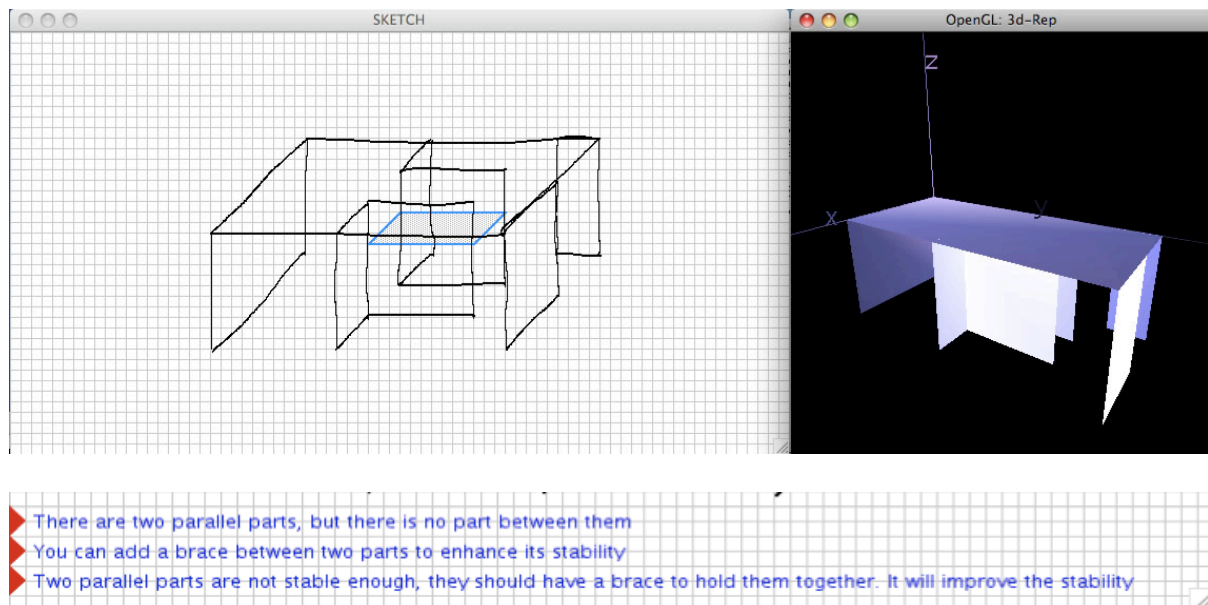 SKETCH
OpenGL: 3d-Rep
Z
X
y
There are two parallel parts, but there is no part between them
You can add a brace between two parts to enhance its stability
Two parallel parts are not stable enough, they should have a brace to hold them together. It will improve the stability